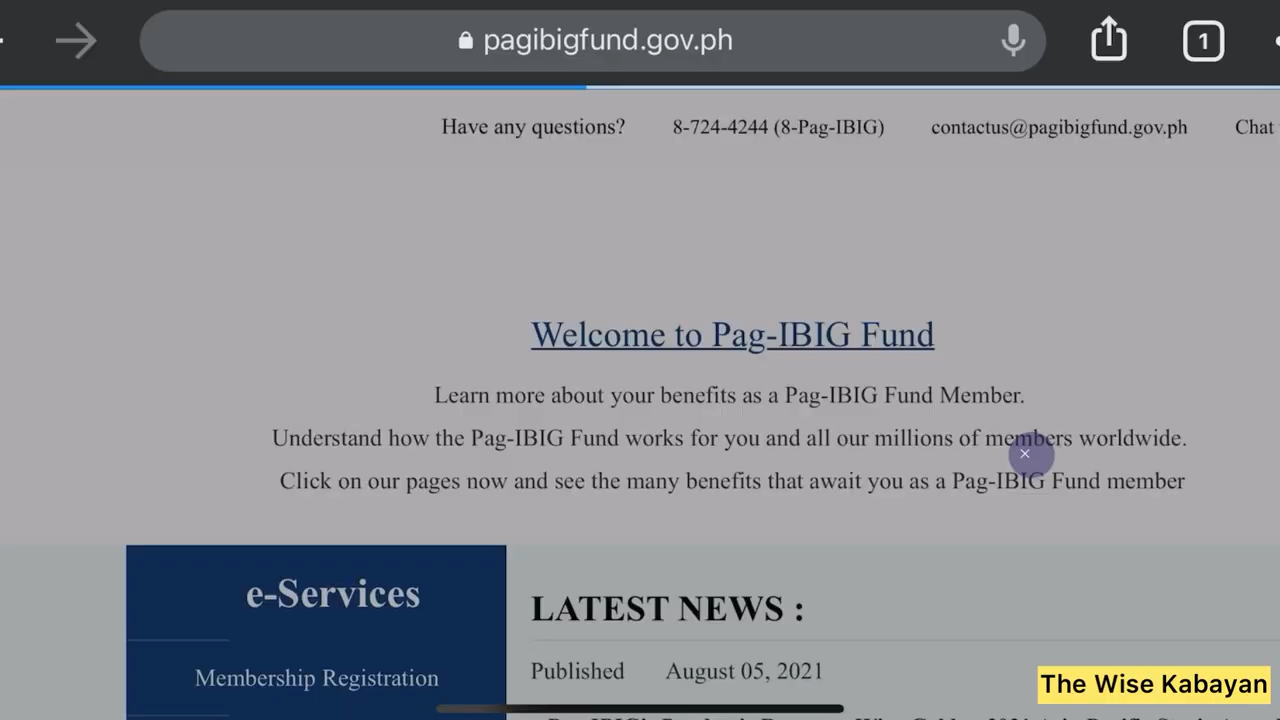 pagibigfund.gov.ph
1
Have any questions? 8-724-4244 (8-Pag-IBIG) contactus@pagibigfund.gov.ph Chat
Welcome to Pag-IBIG Fund
Learn more about your benefits as a Pag-IBIG Fund Member.
Understand how the Pag-IBIG Fund works for you and all our millions of members worldwide.
Click on our pages now and see the many benefits that await you as a Pag-IBIG Fund member
e-Services
LATEST NEWS :
Membership Registration
Published August 05, 2021
The Wise Kabayan